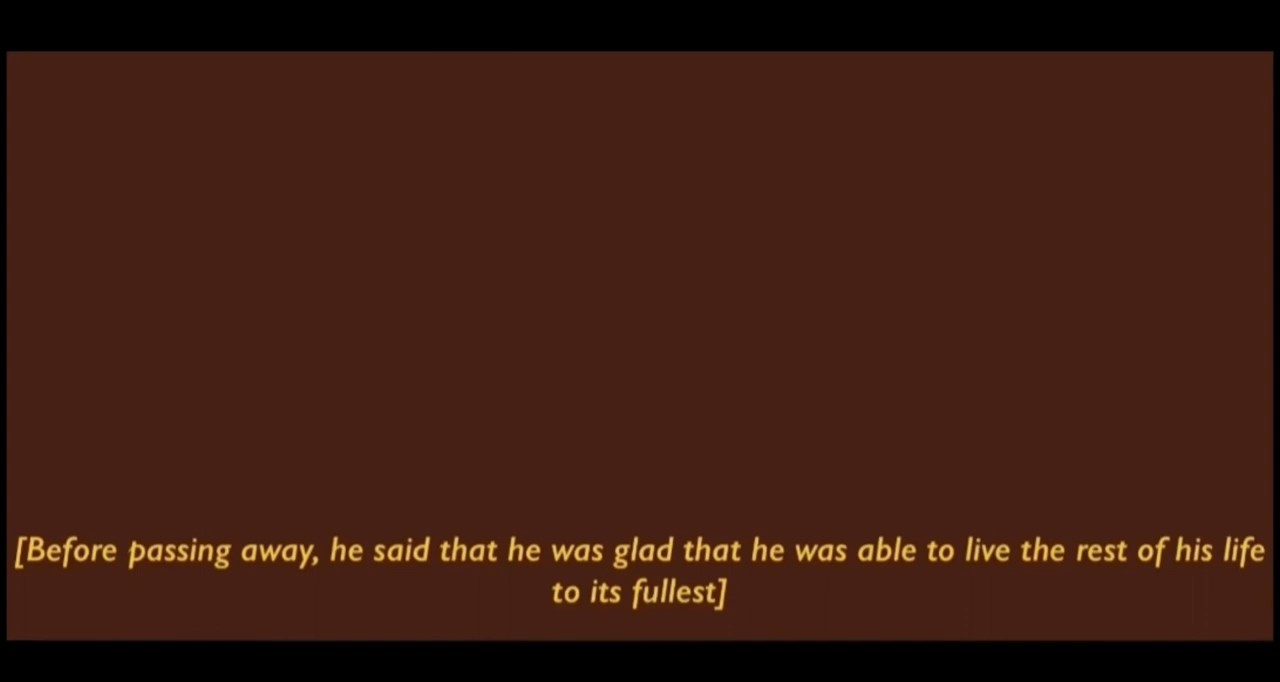 [Before passing away, he said that he was glad that he was able to live the rest of his life
to its fullest]